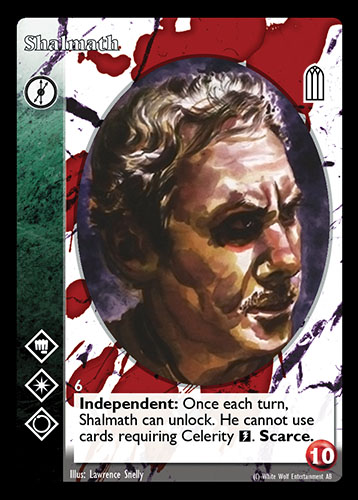 Shalmath
6
Independent: Once each turn,
Shalmath can unlock. He cannot use
cards requiring Celerity. Scarce.
10
Illus: Lawrence Snelly
(C) White Wolf Entertainment AB